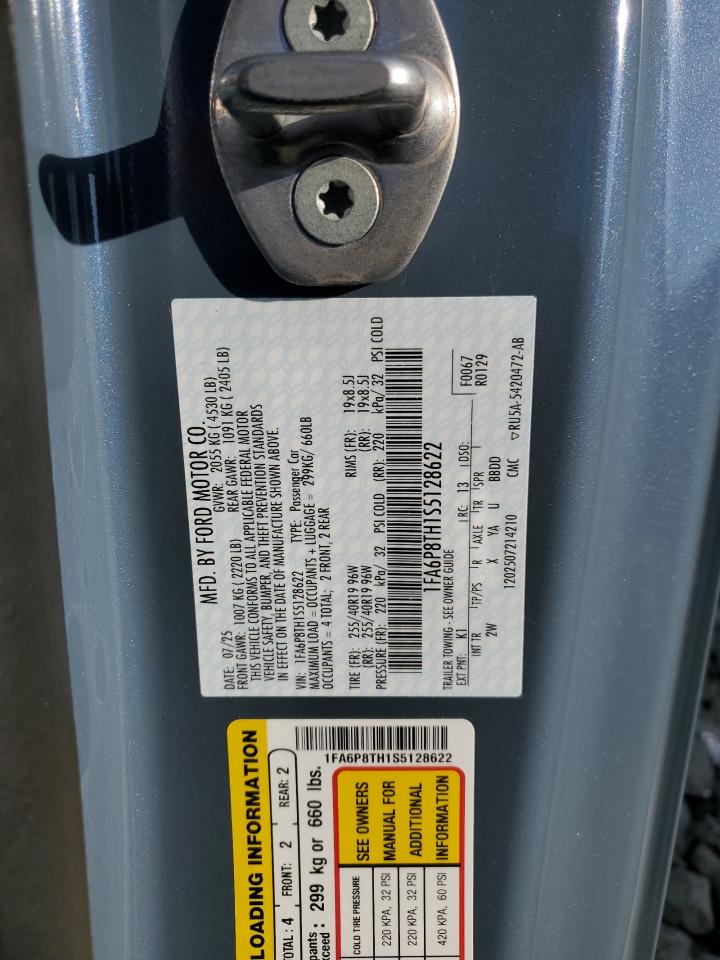 MFD. BY FORD MOTOR CO.
DATE: 07/25 GVWR: 2055 KG ( 4530 LB)
FRONT GAWR: 1007 KG ( 2220 LB) REAR GAWR: 1091 KG ( 2405 LB)
THIS VEHICLE CONFORMS TO ALL APPLICABLE FEDERAL MOTOR
VEHICLE SAFETY, BUMPER, AND THEFT PREVENTION STANDARDS
IN EFFECT ON THE DATE OF MANUFACTURE SHOWN ABOVE.
VIN: 1FA6P8TH1S5128622 TYPE: Passenger Car
MAXIMUM LOAD = OCCUPANTS + LUGGAGE = 299KG/ 660LB
OCCUPANTS = 4 TOTAL; 2 FRONT, 2 REAR
TIRE (FR): 255/40R19 96W RIMS (FR): 19x8.5J
(RR): 255/40R19 96W (RR): 19x8.5J
PRESSURE (FR): 220 kPa/ 32 PSI COLD (RR): 220 kPa/ 32 PSI COLD
1FA6P8TH1S5128622
TRAILER TOWING - SEE OWNER GUIDE F0067
EXT PNT: K1 RC: 13 DSO: R0129
INT TR TP/PS R AXLE TR SPR
2W X YA U BBDD
1202507214210 CMC ▽RU5A-5420472-AB
LOADING INFORMATION
TOTAL: 4 FRONT: 2 REAR: 2
pants
xceed : 299 kg or 660 lbs.
1FA6P8TH1S5128622
COLD TIRE PRESSURE SEE OWNERS
220 KPA, 32 PSI MANUAL FOR
220 KPA, 32 PSI ADDITIONAL
420 KPA, 60 PSI INFORMATION